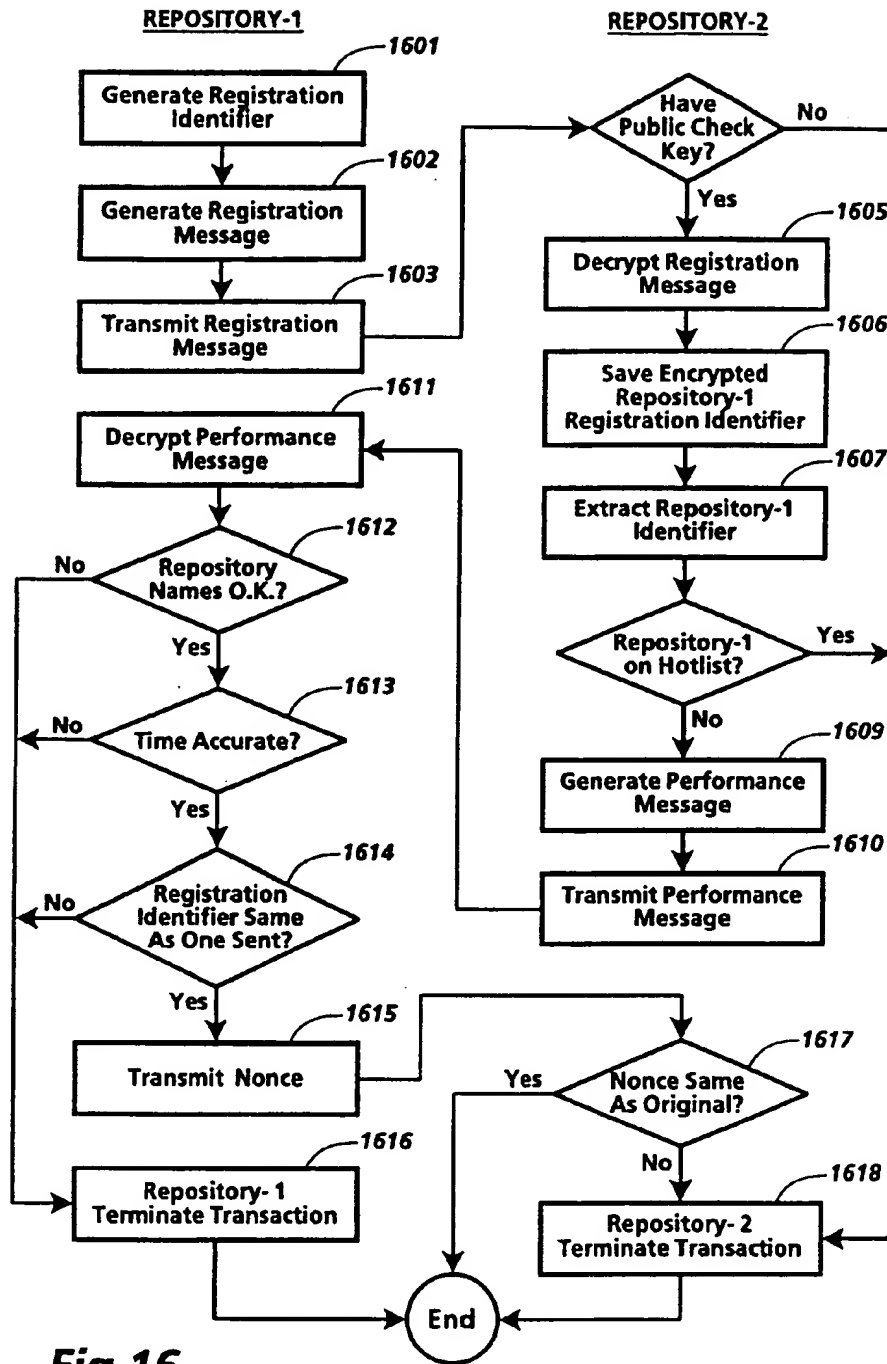 REPOSITORY-1
1601
Generate Registration
Identifier
1602
Generate Registration
Message
1603
Transmit Registration
Message
1611
Decrypt Performance
Message
1612
No
Repository
Names O.K.?
Yes
1613
No
Time Accurate?
Yes
1614
No
Registration
Identifier Same
As One Sent?
Yes
1615
Transmit Nonce
1616
Repository- 1
Terminate Transaction
REPOSITORY-2
Have
Public Check
Key?
No
Yes
1605
Decrypt Registration
Message
1606
Save Encrypted
Repository-1
Registration Identifier
1607
Extract Repository-1
Identifier
Repository-1
on Hotlist?
Yes
No
1609
Generate Performance
Message
1610
Transmit Performance
Message
1617
Yes
Nonce Same
As Original?
No
1618
Repository- 2
Terminate Transaction
End
Fig.16